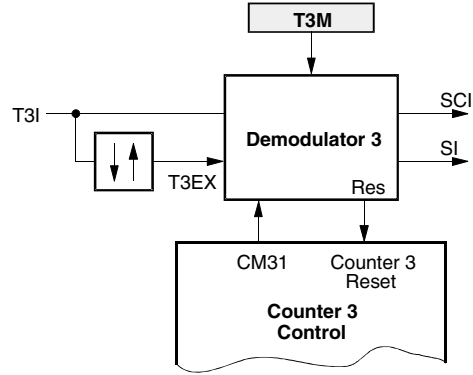 T3M
SCI
T3I
Demodulator 3
SI
T3EX
Res
CM31
Counter 3
Reset
Counter 3
Control